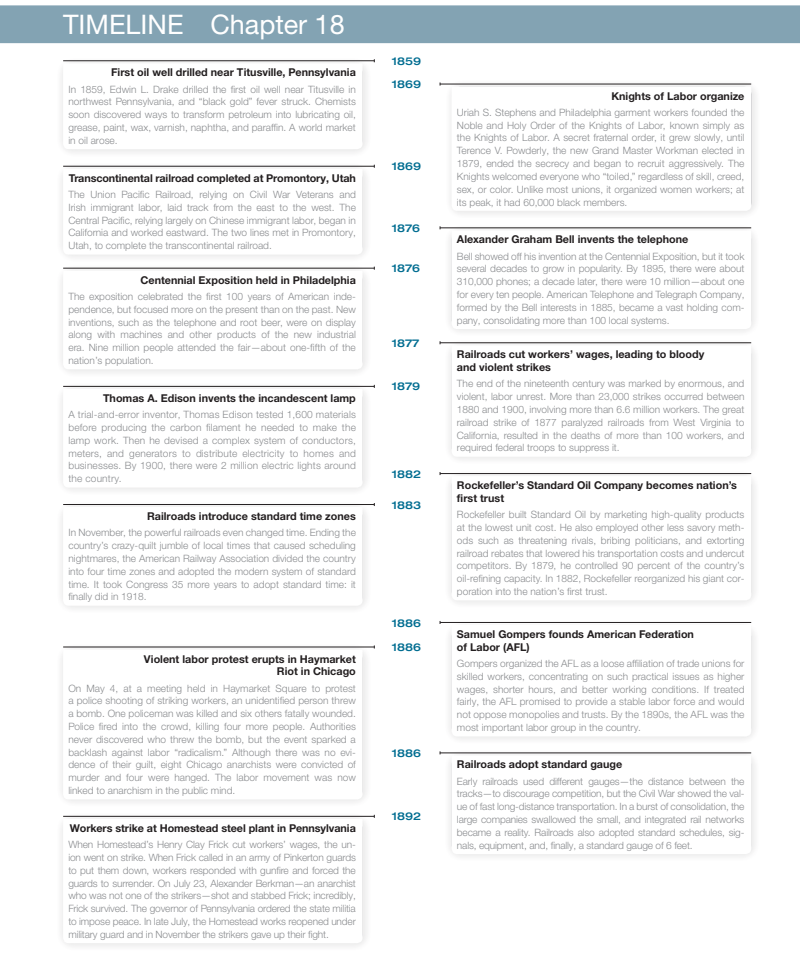 TIMELINE Chapter 18
1859
First oil well drilled near Titusville, Pennsylvania
In 1859, Edwin L. Drake drilled the first oil well near Titusville in
northwest Pennsylvania, and “black gold” fever struck. Chemists
soon discovered ways to transform petroleum into lubricating oil,
grease, paint, wax, varnish, naphtha, and paraffin. A world market
in oil arose.
1869
Knights of Labor organize
Uriah S. Stephens and Philadelphia garment workers founded the
Noble and Holy Order of the Knights of Labor, known simply as
the Knights of Labor. A secret fraternal order, it grew slowly, until
Terence V. Powderly, the new Grand Master Workman elected in
1879, ended the secrecy and began to recruit aggressively. The
Knights welcomed everyone who “toiled,” regardless of skill, creed,
sex, or color. Unlike most unions, it organized women workers; at
its peak, it had 60,000 black members.
1869
Transcontinental railroad completed at Promontory, Utah
The Union Pacific Railroad, relying on Civil War Veterans and
Irish immigrant labor, laid track from the east to the west. The
Central Pacific, relying largely on Chinese immigrant labor, began in
California and worked eastward. The two lines met in Promontory,
Utah, to complete the transcontinental railroad.
1876
Alexander Graham Bell invents the telephone
Bell showed off his invention at the Centennial Exposition, but it took
several decades to grow in popularity. By 1895, there were about
310,000 phones; a decade later, there were 10 million—about one
for every ten people. American Telephone and Telegraph Company,
formed by the Bell interests in 1885, became a vast holding com-
pany, consolidating more than 100 local systems.
1876
Centennial Exposition held in Philadelphia
The exposition celebrated the first 100 years of American inde-
pendence, but focused more on the present than on the past. New
inventions, such as the telephone and root beer, were on display
along with machines and other products of the new industrial
era. Nine million people attended the fair—about one-fifth of the
nation’s population.
1877
Railroads cut workers’ wages, leading to bloody
and violent strikes
The end of the nineteenth century was marked by enormous, and
violent, labor unrest. More than 23,000 strikes occurred between
1880 and 1900, involving more than 6.6 million workers. The great
railroad strike of 1877 paralyzed railroads from West Virginia to
California, resulted in the deaths of more than 100 workers, and
required federal troops to suppress it.
1879
Thomas A. Edison invents the incandescent lamp
A trial-and-error inventor, Thomas Edison tested 1,600 materials
before producing the carbon filament he needed to make the
lamp work. Then he devised a complex system of conductors,
meters, and generators to distribute electricity to homes and
businesses. By 1900, there were 2 million electric lights around
the country.
1882
Rockefeller’s Standard Oil Company becomes nation’s
first trust
Rockefeller built Standard Oil by marketing high-quality products
at the lowest unit cost. He also employed other less savory meth-
ods such as threatening rivals, bribing politicians, and extorting
railroad rebates that lowered his transportation costs and undercut
competitors. By 1879, he controlled 90 percent of the country’s
oil-refining capacity. In 1882, Rockefeller reorganized his giant cor-
poration into the nation’s first trust.
1883
Railroads introduce standard time zones
In November, the powerful railroads even changed time. Ending the
country’s crazy-quilt jumble of local times that caused scheduling
nightmares, the American Railway Association divided the country
into four time zones and adopted the modern system of standard
time. It took Congress 35 more years to adopt standard time: it
finally did in 1918.
1886
Samuel Gompers founds American Federation
of Labor (AFL)
Gompers organized the AFL as a loose affiliation of trade unions for
skilled workers, concentrating on such practical issues as higher
wages, shorter hours, and better working conditions. If treated
fairly, the AFL promised to provide a stable labor force and would
not oppose monopolies and trusts. By the 1890s, the AFL was the
most important labor group in the country.
1886
Violent labor protest erupts in Haymarket
Riot in Chicago
On May 4, at a meeting held in Haymarket Square to protest
a police shooting of striking workers, an unidentified person threw
a bomb. One policeman was killed and six others fatally wounded.
Police fired into the crowd, killing four more people. Authorities
never discovered who threw the bomb, but the event sparked a
backlash against labor “radicalism.” Although there was no evi-
dence of their guilt, eight Chicago anarchists were convicted of
murder and four were hanged. The labor movement was now
linked to anarchism in the public mind.
1886
Railroads adopt standard gauge
Early railroads used different gauges—the distance between the
tracks—to discourage competition, but the Civil War showed the val-
ue of fast long-distance transportation. In a burst of consolidation, the
large companies swallowed the small, and integrated rail networks
became a reality. Railroads also adopted standard schedules, sig-
nals, equipment, and, finally, a standard gauge of 6 feet.
1892
Workers strike at Homestead steel plant in Pennsylvania
When Homestead’s Henry Clay Frick cut workers’ wages, the un-
ion went on strike. When Frick called in an army of Pinkerton guards
to put them down, workers responded with gunfire and forced the
guards to surrender. On July 23, Alexander Berkman—an anarchist
who was not one of the strikers—shot and stabbed Frick; incredibly,
Frick survived. The governor of Pennsylvania ordered the state militia
to impose peace. In late July, the Homestead works reopened under
military guard and in November the strikers gave up their fight.